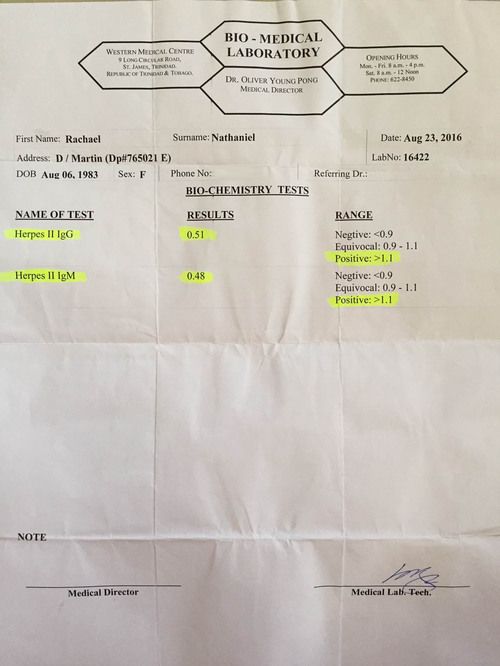 WESTERN MEDICAL CENTRE
9 LONG CIRCULAR ROAD,
ST. JAMES, TRINIDAD.
REPUBLIC OF TRINIDAD & TOBAGO.
BIO - MEDICAL
LABORATORY
DR. OLIVER YOUNG PONG
MEDICAL DIRECTOR
OPENING HOURS
Mon. - Fri. 8 a.m. - 4 p.m.
Sat. 8 a.m. - 12 Noon
PHONE: 622-8450
First Name: Rachael Surname: Nathaniel Date: Aug 23, 2016
Address: D / Martin (Dp#765021 E) LabNo: 16422
DOB Aug 06, 1983 Sex: F Phone No: Referring Dr.:
BIO-CHEMISTRY TESTS
NAME OF TEST RESULTS RANGE
Herpes II IgG 0.51 Negtive: <0.9
Equivocal: 0.9 - 1.1
Positive: >1.1
Herpes II IgM 0.48 Negtive: <0.9
Equivocal: 0.9 - 1.1
Positive: >1.1
NOTE
Medical Director Medical Lab. Tech.